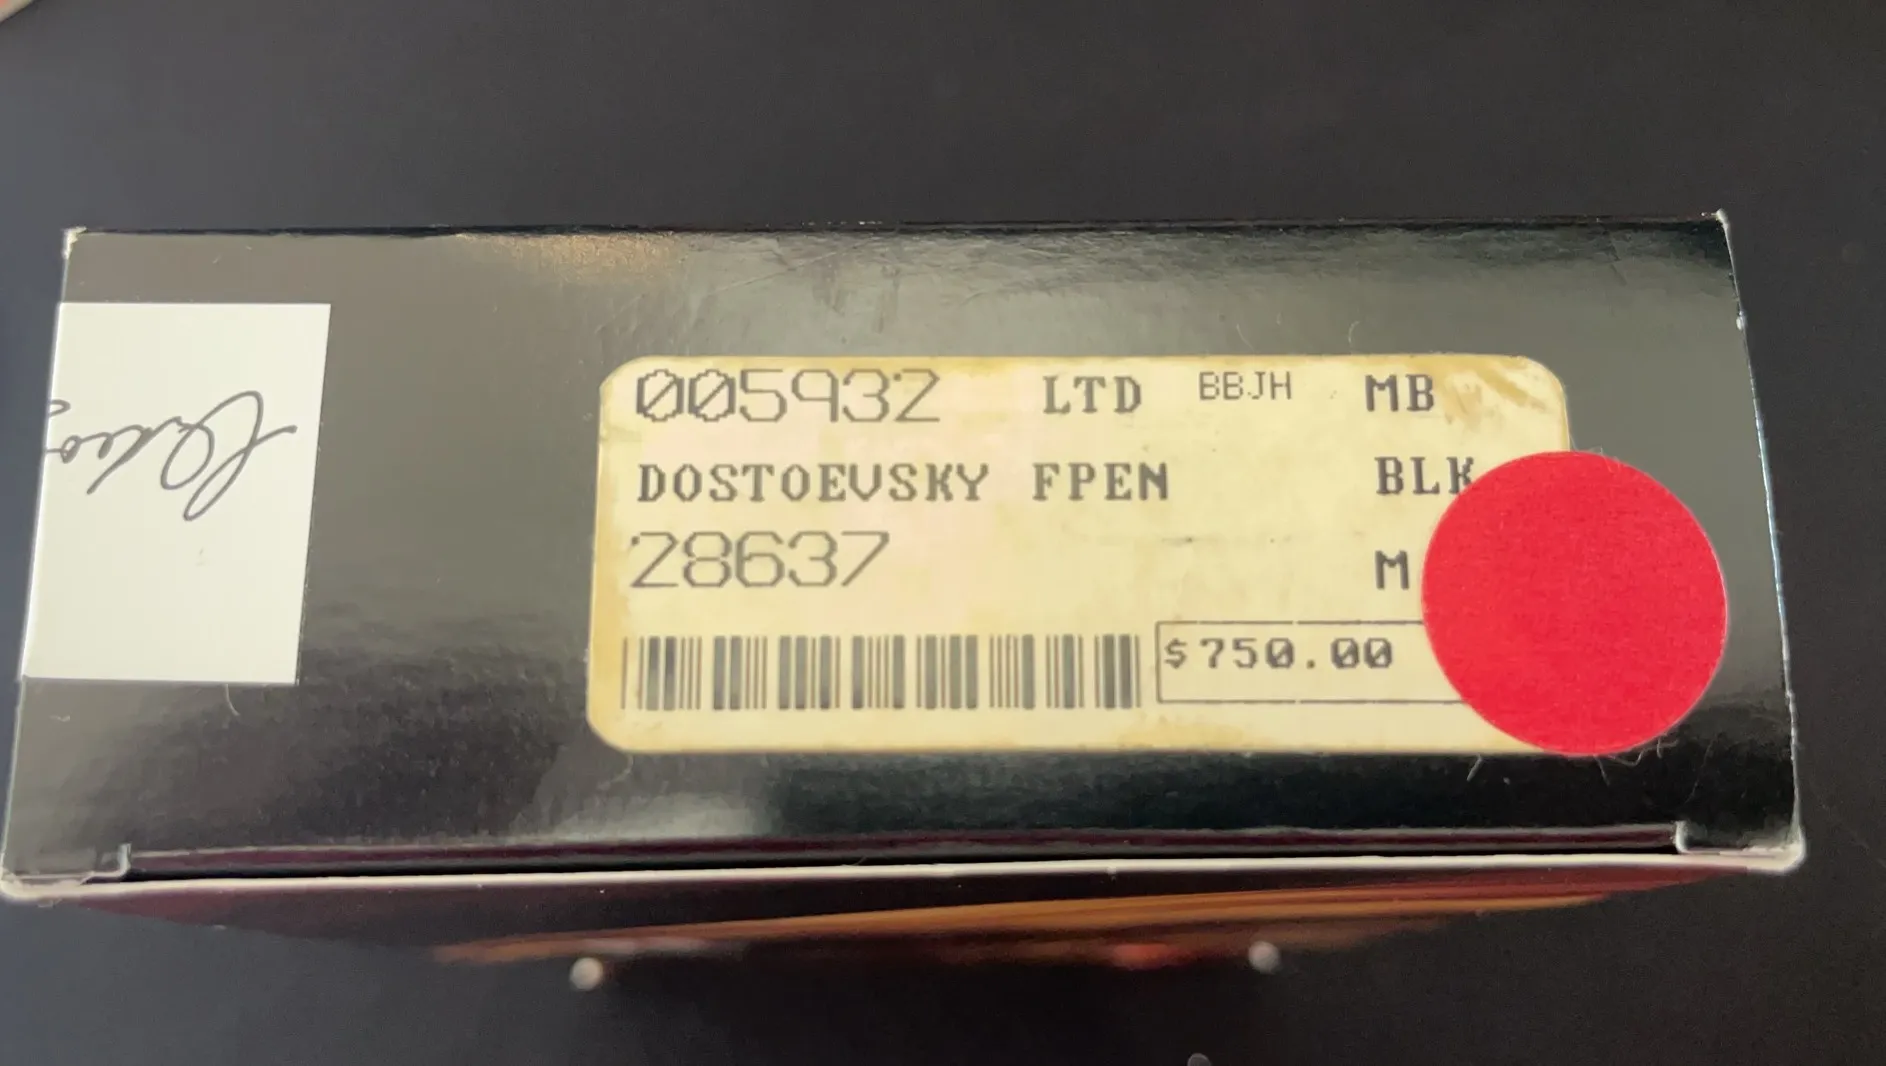 005932 LTD BBJH MB
DOSTOEVSKY FPEN BLK
28637 M
$750.00